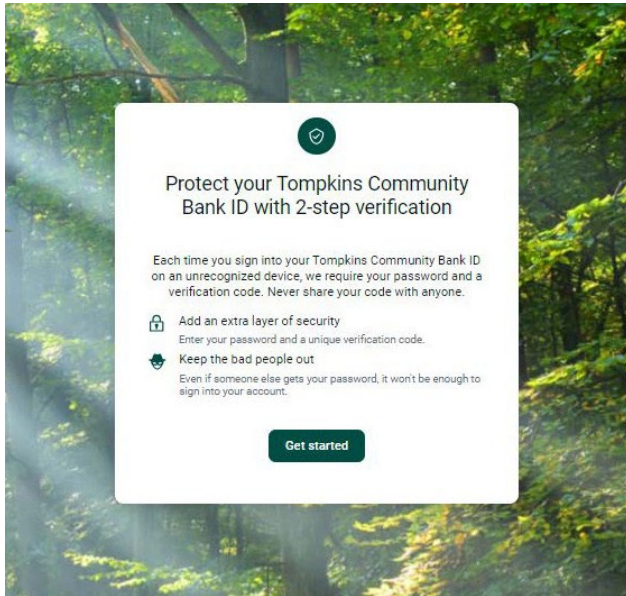 Protect your Tompkins Community
Bank ID with 2-step verification
Each time you sign into your Tompkins Community Bank ID
on an unrecognized device, we require your password and a
verification code. Never share your code with anyone.
Add an extra layer of security
Enter your password and a unique verification code.
Keep the bad people out
Even if someone else gets your password, it won't be enough to
sign into your account.
Get started